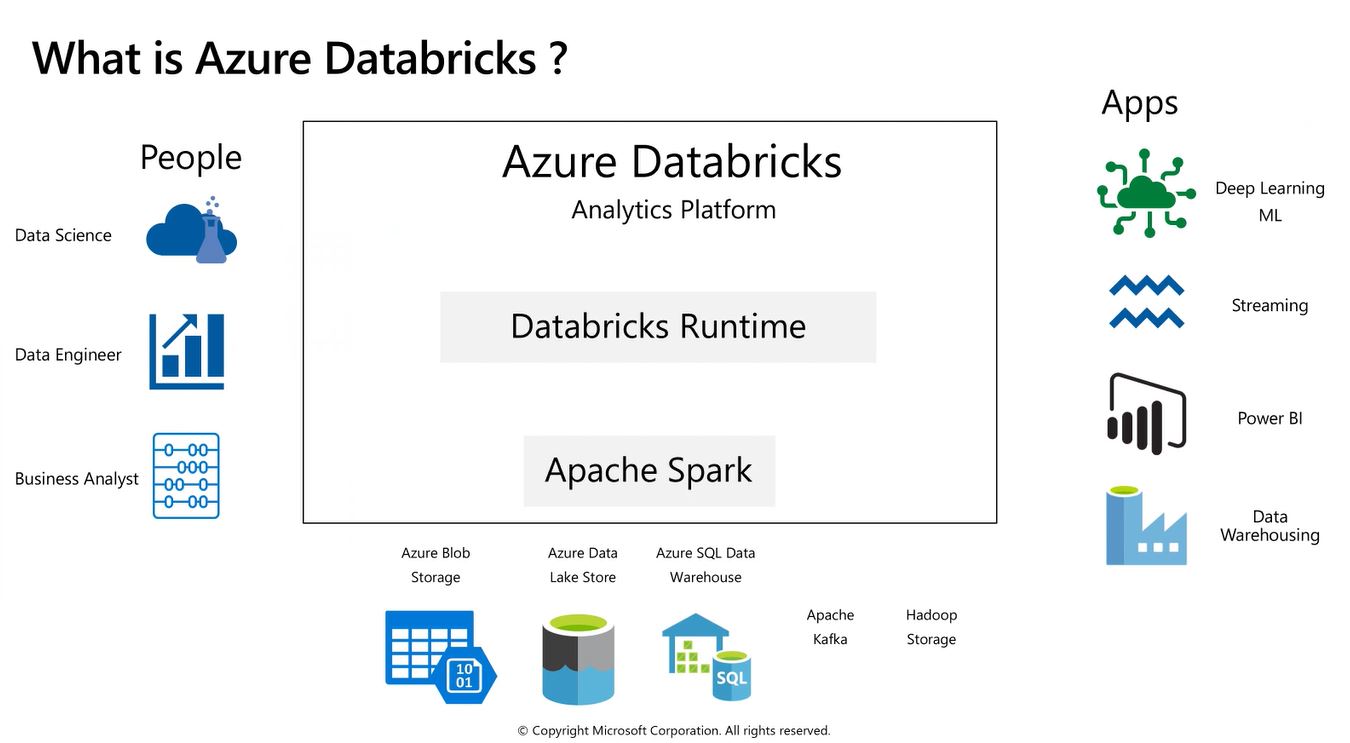 What is Azure Databricks ?
People
Data Science
Data Engineer
Business Analyst
Azure Databricks
Analytics Platform
Databricks Runtime
Apache Spark
Apps
Deep Learning
ML
Streaming
Power BI
Data
Warehousing
Azure Blob
Storage
10
01
Azure Data
Lake Store
Azure SQL Data
Warehouse
SQL
Apache
Kafka
Hadoop
Storage
© Copyright Microsoft Corporation. All rights reserved.